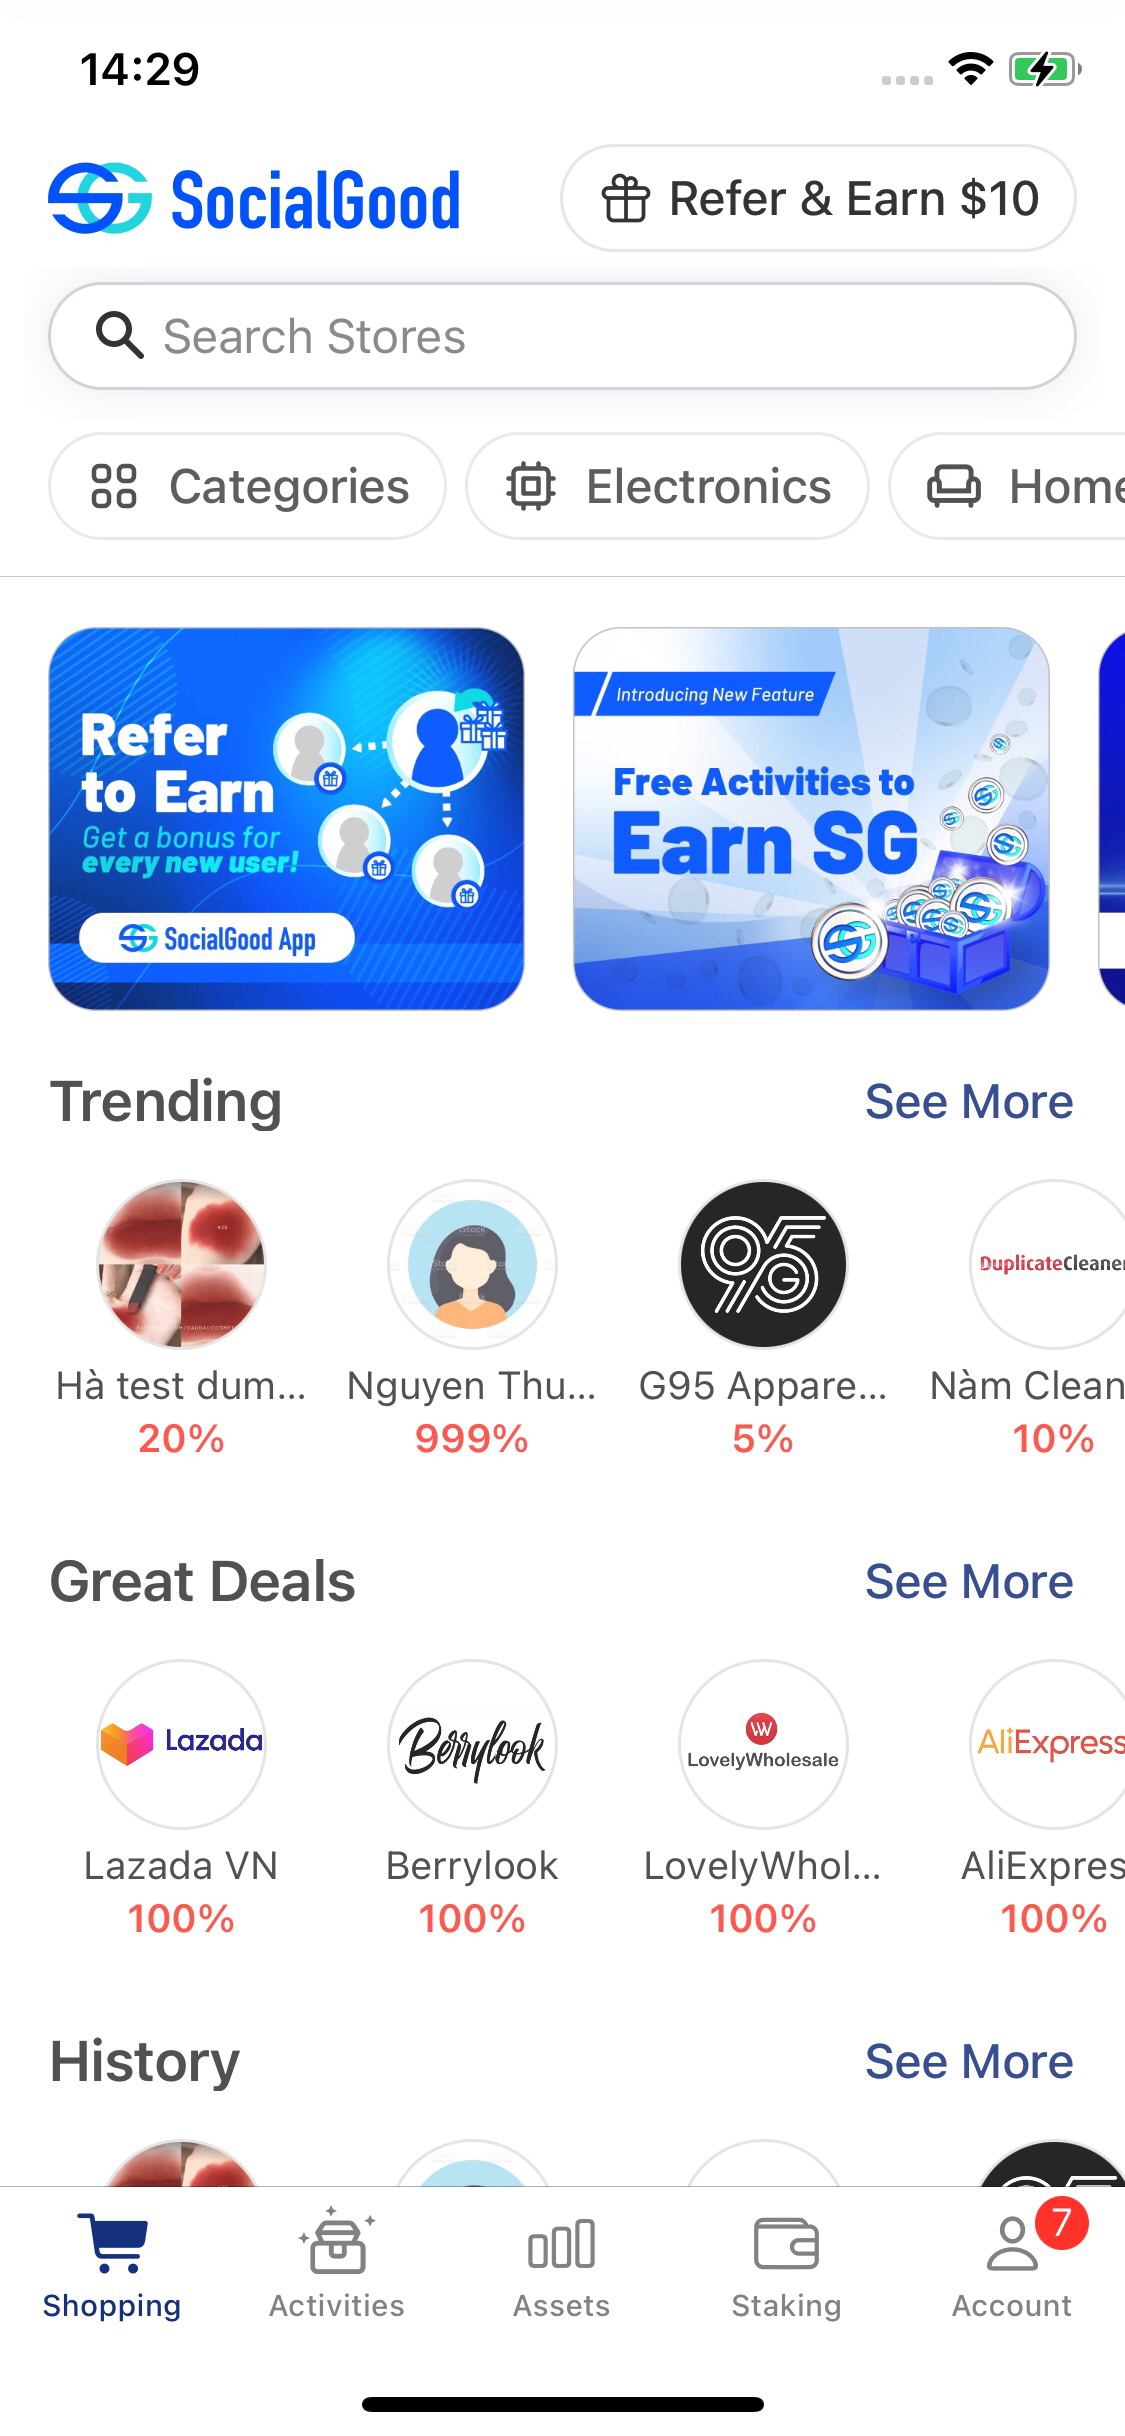 14:29
SocialGood
Refer & Earn $10
Search Stores
Categories
Electronics
Home
Refer
to Earn
Get a bonus for
every new user!
SocialGood App
Introducing New Feature
Free Activities to
Earn SG
Trending
See More
DuplicateCleaner
Hà test dum...
Nguyen Thu...
G95 Appare...
Nàm Clean
20%
999%
5%
10%
Great Deals
See More
Lazada
Berrylook
LovelyWholesale
AliExpress
Lazada VN
Berrylook
LovelyWhol...
AliExpres
100%
100%
100%
100%
History
See More
7
Shopping
Activities
Assets
Staking
Account